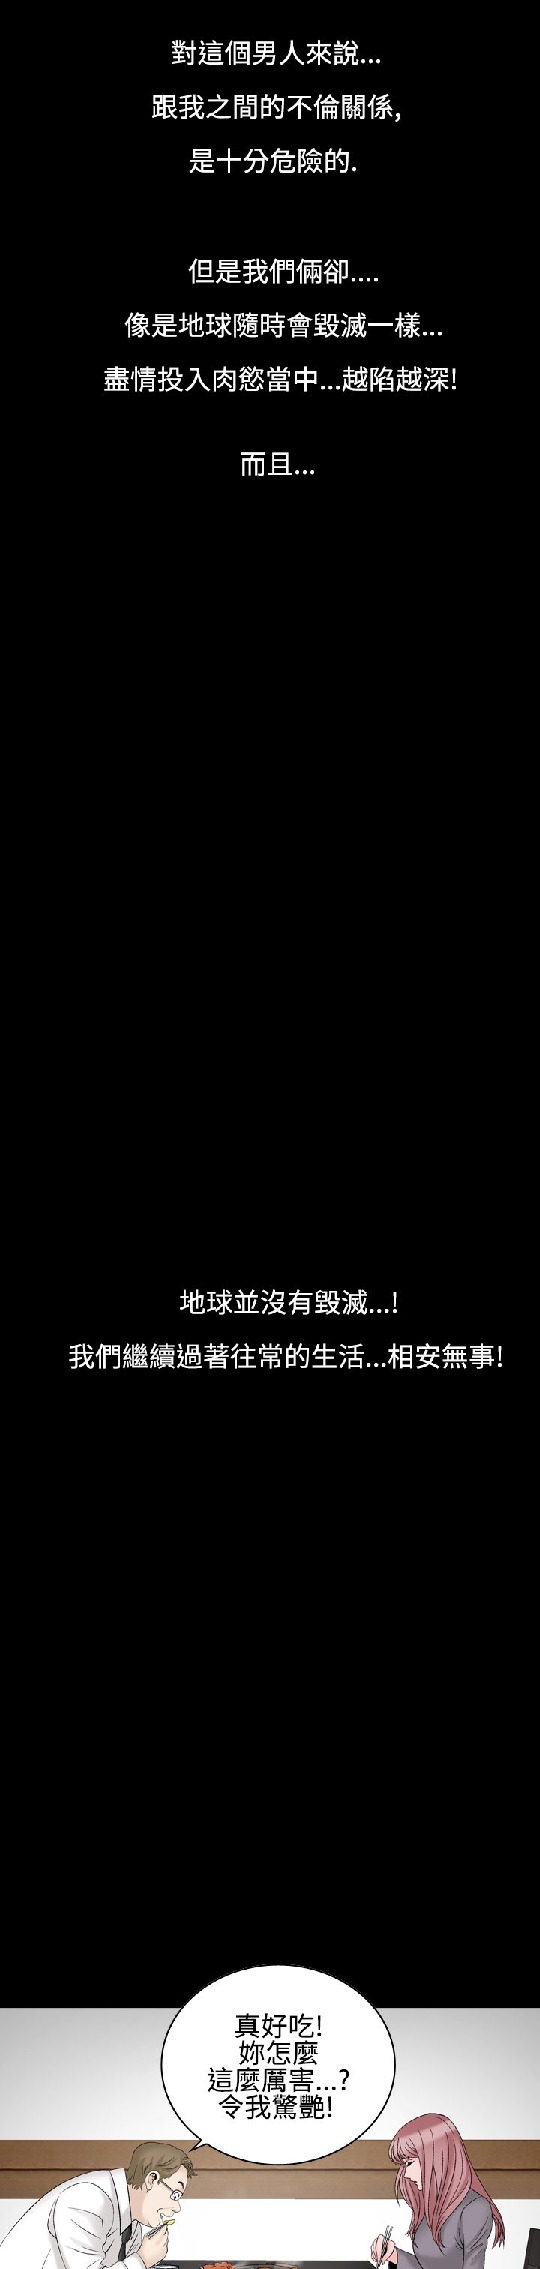 對這個男人來說...
跟我之間的不倫關係,
是十分危險的.
但是我們倆卻....
像是地球隨時會毀滅一樣...
盡情投入肉慾當中...越陷越深!
而且...
地球並沒有毀滅...!
我們繼續過著往常的生活...相安無事!
真好吃!
妳怎麼
這麼厲害...?
令我驚艷!